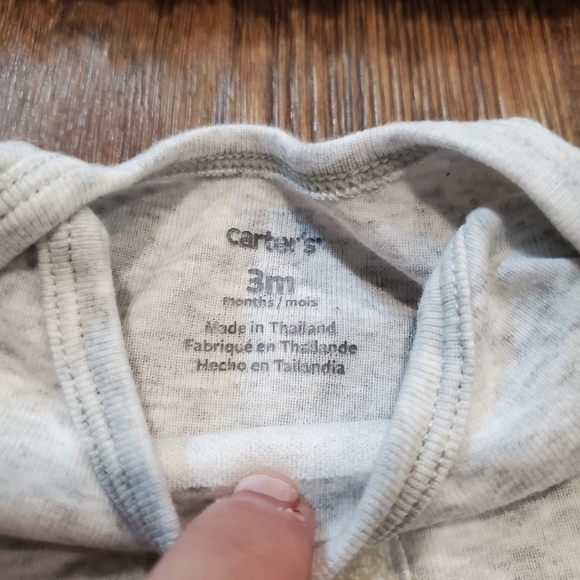 Carter's
3m
Months / mois
Made in Thailand
Fabriqué en Thaïlande
Hecho en Tailandia